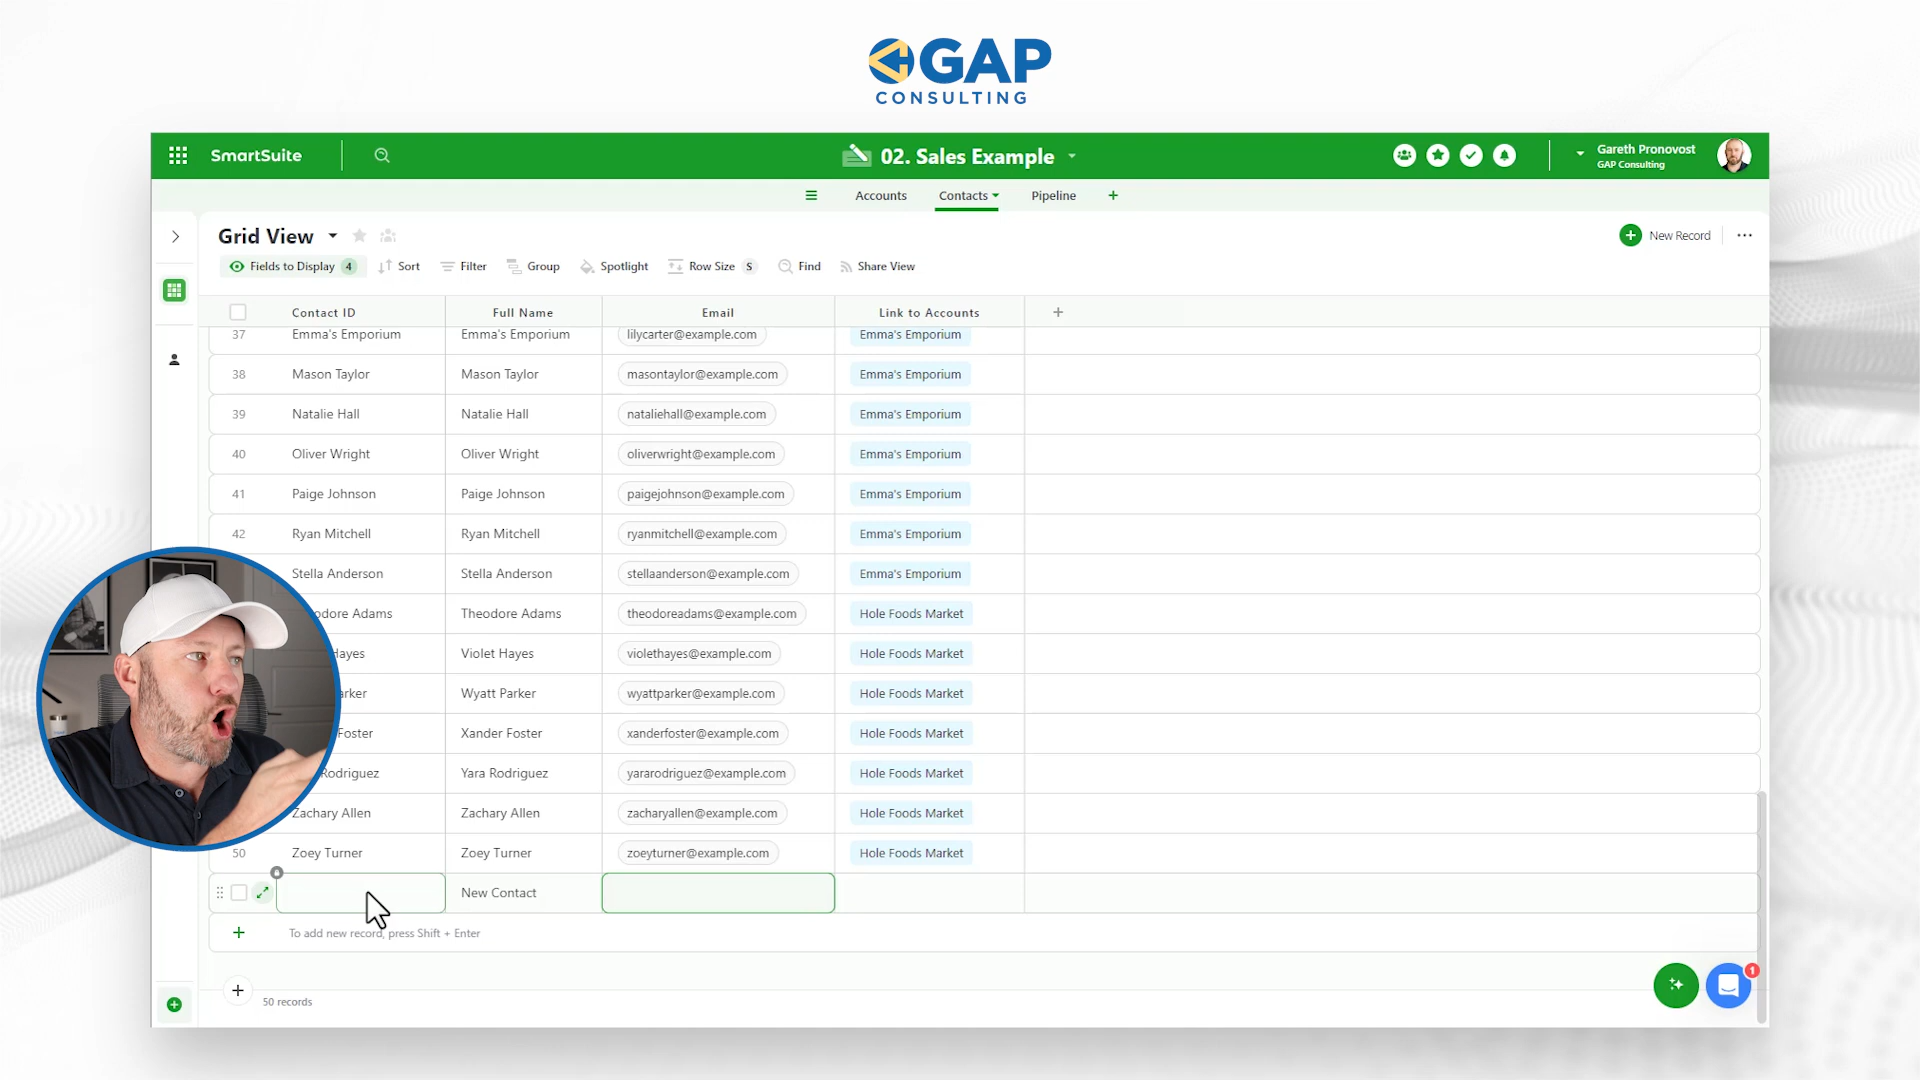 GAP
CONSULTING
SmartSuite
02. Sales Example
Gareth Pronovost
GAP Consulting
Accounts
Contacts
Pipeline
Grid View
New Record
Fields to Display 4
Sort
Filter
Group
Spotlight
Row Size S
Find
Share View
Contact ID Full Name Email Link to Accounts
37 Emma's Emporium Emma's Emporium lilycarter@example.com Emma's Emporium
38 Mason Taylor Mason Taylor masontaylor@example.com Emma's Emporium
39 Natalie Hall Natalie Hall nataliehall@example.com Emma's Emporium
40 Oliver Wright Oliver Wright oliverwright@example.com Emma's Emporium
41 Paige Johnson Paige Johnson paigejohnson@example.com Emma's Emporium
42 Ryan Mitchell Ryan Mitchell ryanmitchell@example.com Emma's Emporium
Stella Anderson Stella Anderson stellaanderson@example.com Emma's Emporium
odore Adams Theodore Adams theodoreadams@example.com Hole Foods Market
Hayes Violet Hayes violethayes@example.com Hole Foods Market
arker Wyatt Parker wyattparker@example.com Hole Foods Market
Foster Xander Foster xanderfoster@example.com Hole Foods Market
Rodriguez Yara Rodriguez yararodriguez@example.com Hole Foods Market
Zachary Allen Zachary Allen zacharyallen@example.com Hole Foods Market
50 Zoey Turner Zoey Turner zoeyturner@example.com Hole Foods Market
New Contact
To add new record, press Shift + Enter
50 records
1